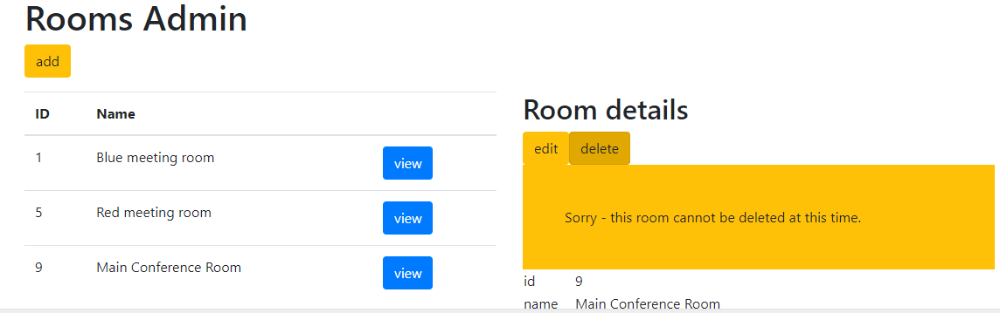 Rooms Admin
add
ID Name
1 Blue meeting room view
5 Red meeting room view
9 Main Conference Room view
Room details
edit delete
Sorry - this room cannot be deleted at this time.
id 9
name Main Conference Room